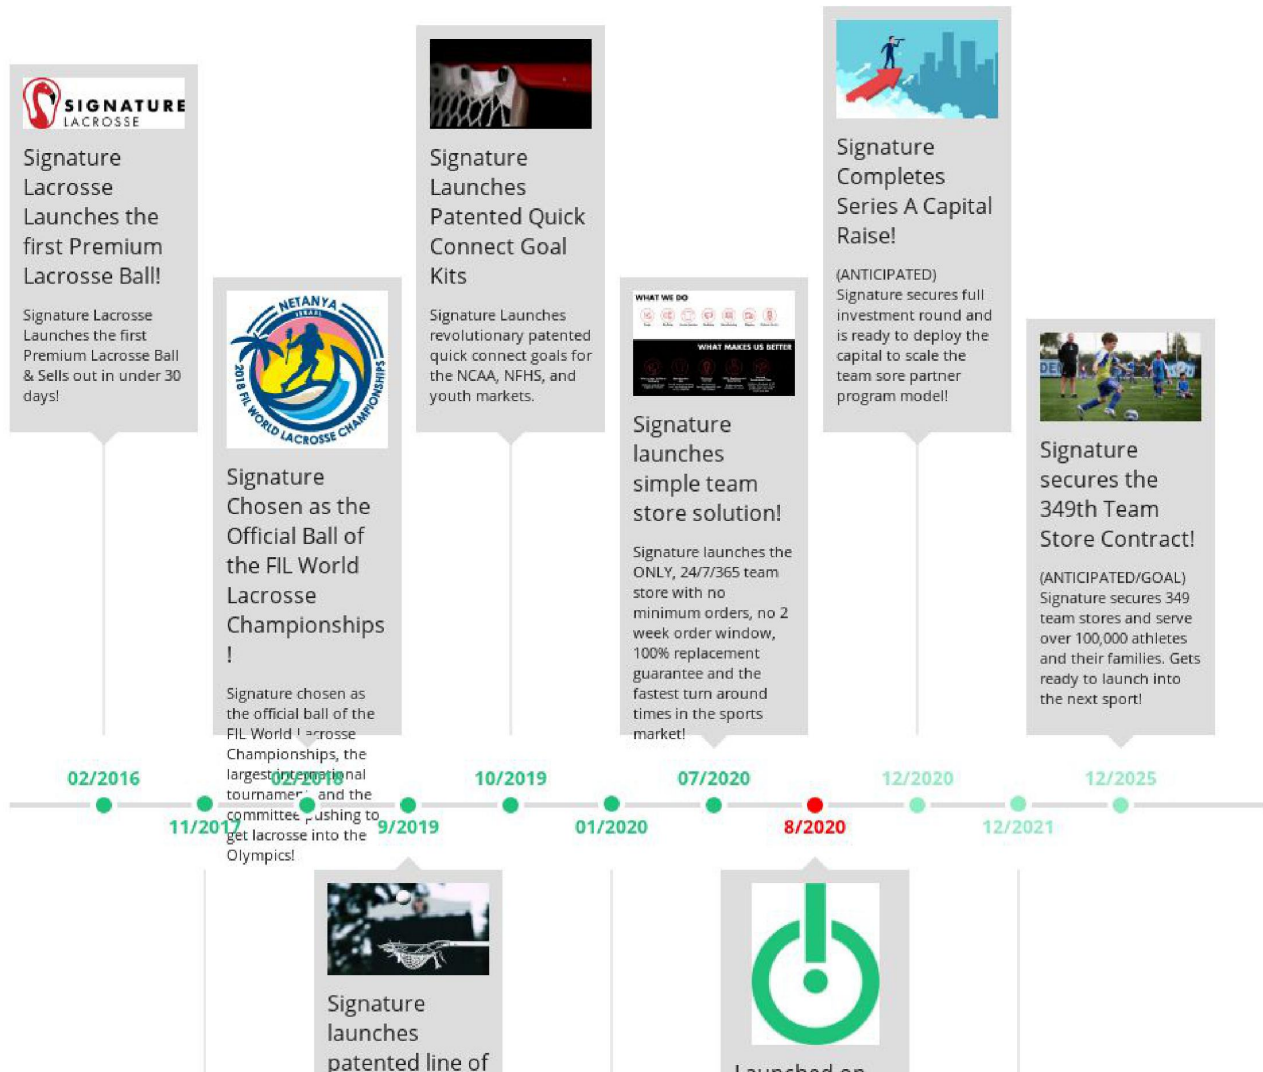 SIGNATURE
LACROSSE
Signature
Lacrosse
Launches the
first Premium
Lacrosse Ball!
Signature Lacrosse
Launches the first
Premium Lacrosse Ball
& Sells out in under 30
days!
NETANYA
ISRAEL
2018 FIL WORLD LACROSSE CHAMPIONSHIPS
Signature
Chosen as the
Official Ball of
the FIL World
Lacrosse
Championships
!
Signature chosen as
the official ball of the
FIL World Lacrosse
Championships, the
largest international
tournament and the
committee pushing to
get lacrosse into the
Olympics!
Signature
Launches
Patented Quick
Connect Goal
Kits
Signature Launches
revolutionary patented
quick connect goals for
the NCAA, NFHS, and
youth markets.
WHAT WE DO
WHAT MAKES US BETTER
Signature
launches
simple team
store solution!
Signature launches the
ONLY, 24/7/365 team
store with no
minimum orders, no 2
week order window,
100% replacement
guarantee and the
fastest turn around
times in the sports
market!
Signature
Completes
Series A Capital
Raise!
(ANTICIPATED)
Signature secures full
investment round and
is ready to deploy the
capital to scale the
team sore partner
program model!
Signature
secures the
349th Team
Store Contract!
(ANTICIPATED/GOAL)
Signature secures 349
team stores and serve
over 100,000 athletes
and their families. Gets
ready to launch into
the next sport!
02/2016
02/2018
10/2019
07/2020
12/2020
12/2025
11/2017
9/2019
01/2020
8/2020
12/2021
Signature
launches
patented line of
Launched on